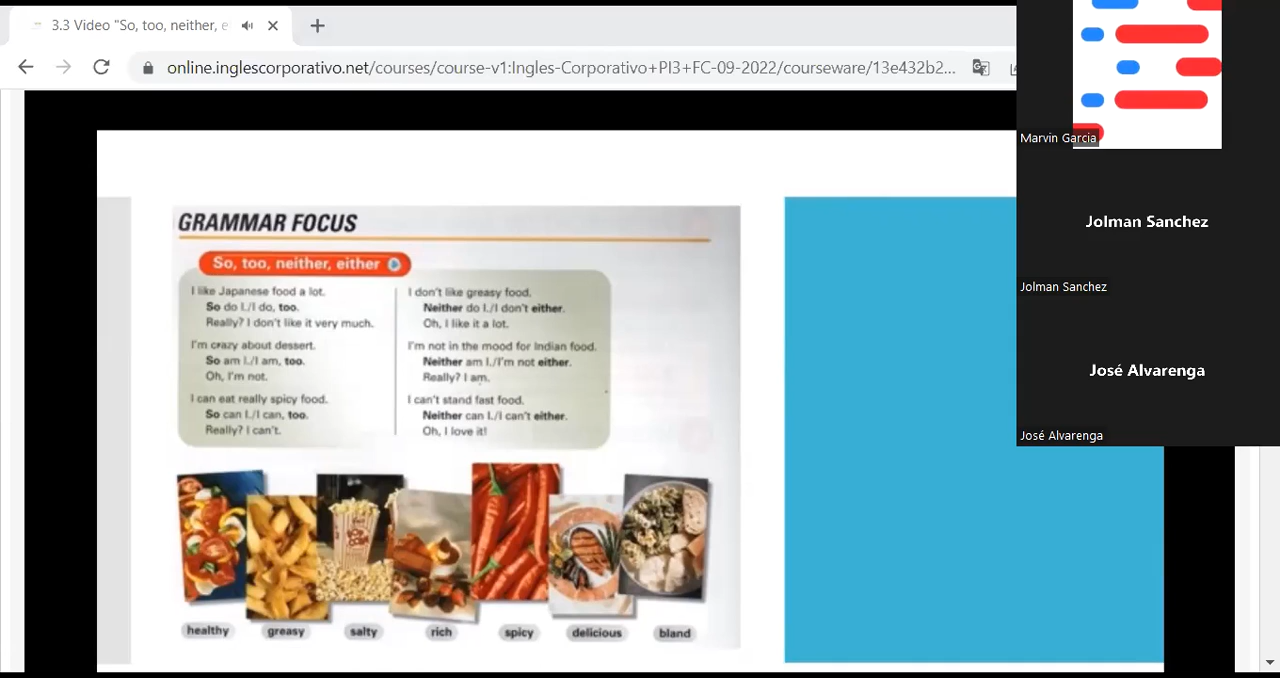 3.3 Video "So, too, neither, e
online.inglescorporativo.net/courses/course-v1:Ingles-Corporativo+PI3+FC-09-2022/courseware/13e432b2...
Marvin Garcia
Jolman Sanchez
Jolman Sanchez
José Alvarenga
José Alvarenga
GRAMMAR FOCUS
So, too, neither, either
I like Japanese food a lot.
So do I./I do, too.
Really? I don't like it very much.
I'm crazy about dessert.
So am I./I am, too.
Oh, I'm not.
I can eat really spicy food.
So can I./I can, too.
Really? I can't.
I don't like greasy food.
Neither do I./I don't either.
Oh, I like it a lot.
I'm not in the mood for Indian food.
Neither am I./I'm not either.
Really? I am.
I can't stand fast food.
Neither can I./I can't either.
Oh, I love it!
POP CORN
healthy greasy salty rich spicy delicious bland